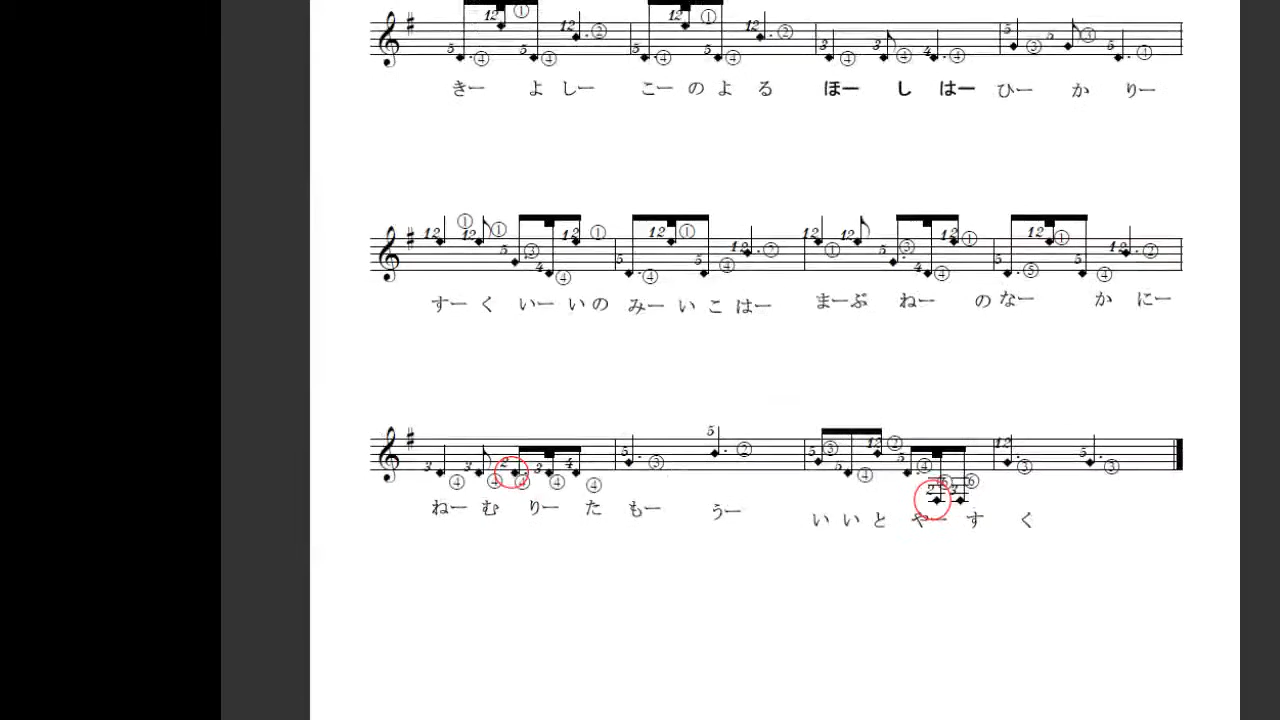 きー よ しー こー の よ る ほー し はー ひー か りー
すー く いー い の みー い こ はー まー ぶ ねー の なー か にー
ねー む りー た もー うー い い と やー す く